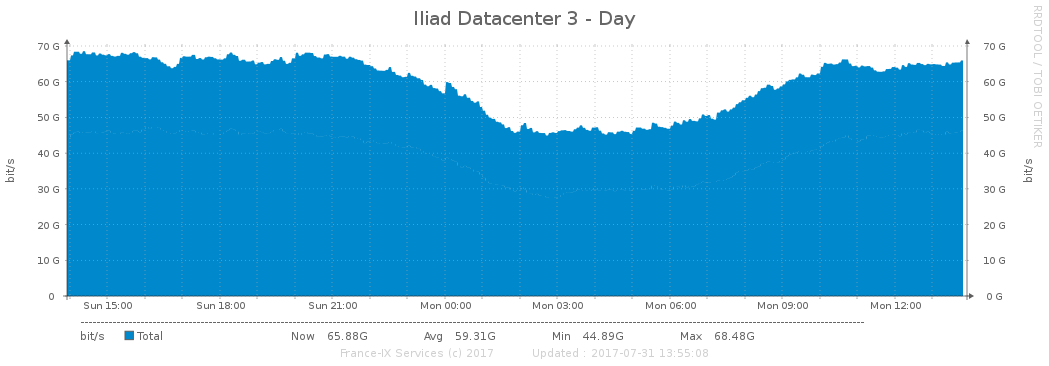 Iliad Datacenter 3 - Day
RRDTOOL / TOBI OETIKER
bit/s
bit/s
70 G 70 G
60 G 60 G
50 G 50 G
40 G 40 G
30 G 30 G
20 G 20 G
10 G 10 G
0 0 G
Sun 15:00 Sun 18:00 Sun 21:00 Mon 00:00 Mon 03:00 Mon 06:00 Mon 09:00 Mon 12:00
bit/s Total Now 65.88G Avg 59.31G Min 44.89G Max 68.48G
France-IX Services (c) 2017 Updated : 2017-07-31 13:55:08